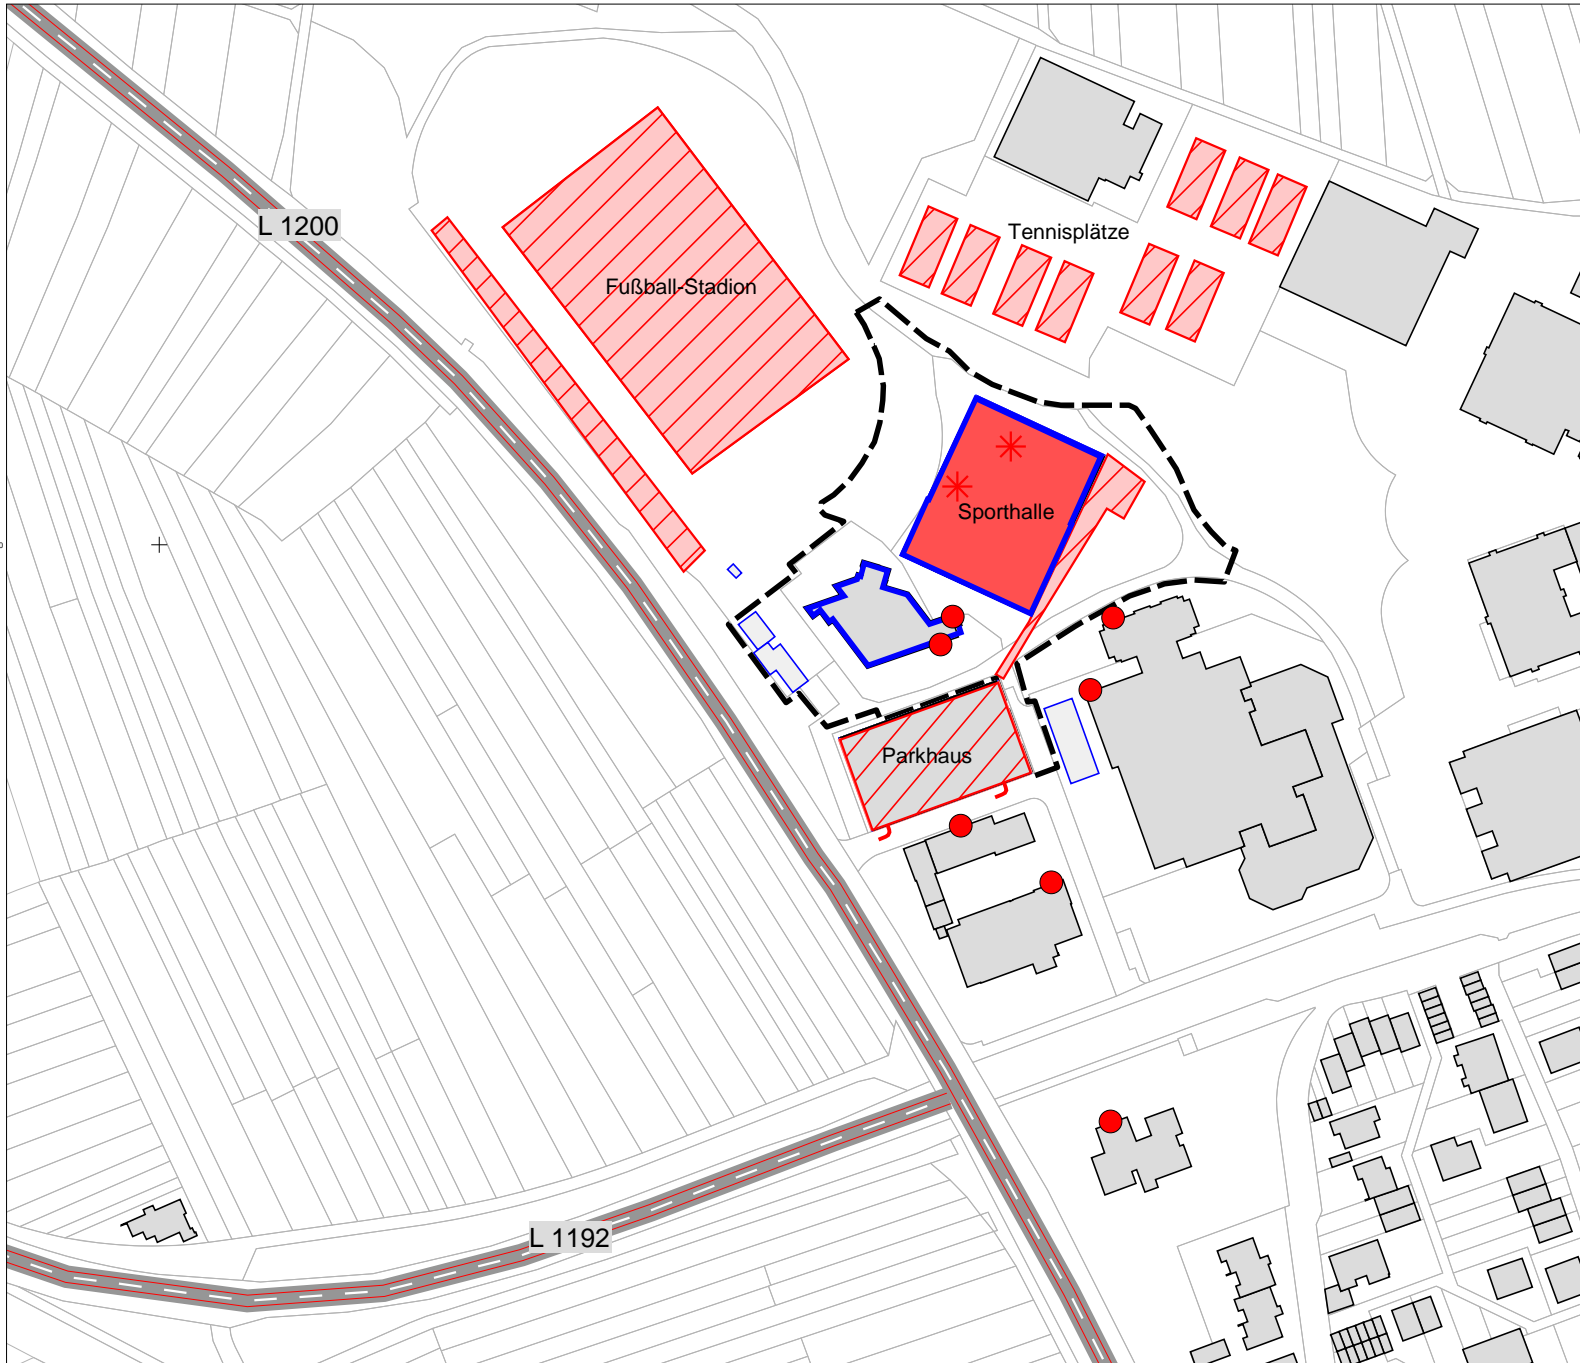 L 1200
Tennisplätze
Fußball-Stadion
Sporthalle
Parkhaus
L 1192